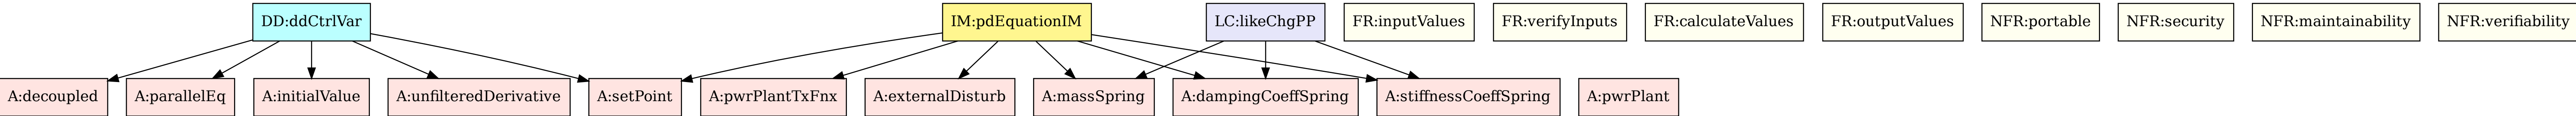 DD:ddCtrlVar
IM:pdEquationIM
LC:likeChgPP
FR:inputValues
FR:verifyInputs
FR:calculateValues
FR:outputValues
NFR:portable
NFR:security
NFR:maintainability
NFR:verifiability
A:decoupled
A:parallelEq
A:initialValue
A:unfilteredDerivative
A:setPoint
A:pwrPlantTxFnx
A:externalDisturb
A:massSpring
A:dampingCoeffSpring
A:stiffnessCoeffSpring
A:pwrPlant